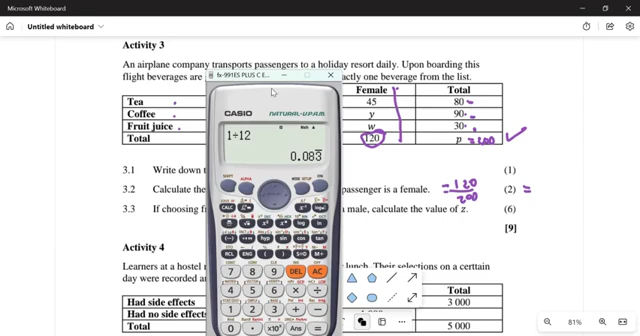 Microsoft Whiteboard
Untitled whiteboard
Activity 3
An airplane company transports passengers to a holiday resort daily. Upon boarding this
flight beverages are
exactly one beverage from the list.
fx-991ES PLUS C E...
Female Total
Tea 45 80
Coffee y 90
Fruit juice w 30
Total 120 p = 200
CASIO
NATURAL-V.P.A.M.
Math
1÷12
0.083̅
SHIFT ALPHA MODE SETUP ON
CALC
hyp sin cos tan
RCL ENG ( ) S⇔D M+
7 8 9 DEL AC
4 5 6 × ÷
1 2 3 + −
0 . ×10ˣ Ans =
3.1 Write down (1)
3.2 Calculate the passenger is a female. = 120/200 (2) =
3.3 If choosing a male, calculate the value of z. (6)
[9]
Activity 4
Learners at a hostel lunch. Their selections on a certain
day were recorded
Total
Had side effects 3 000
Had no side effects
Total 5 000
81%